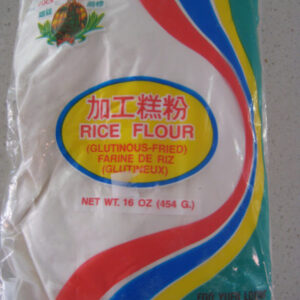 加工糕粉
RICE FLOUR
(GLUTINOUS-FRIED)
FARINE DE RIZ
(GLUTINEUX)
NET WT. 16 OZ (454 G.)